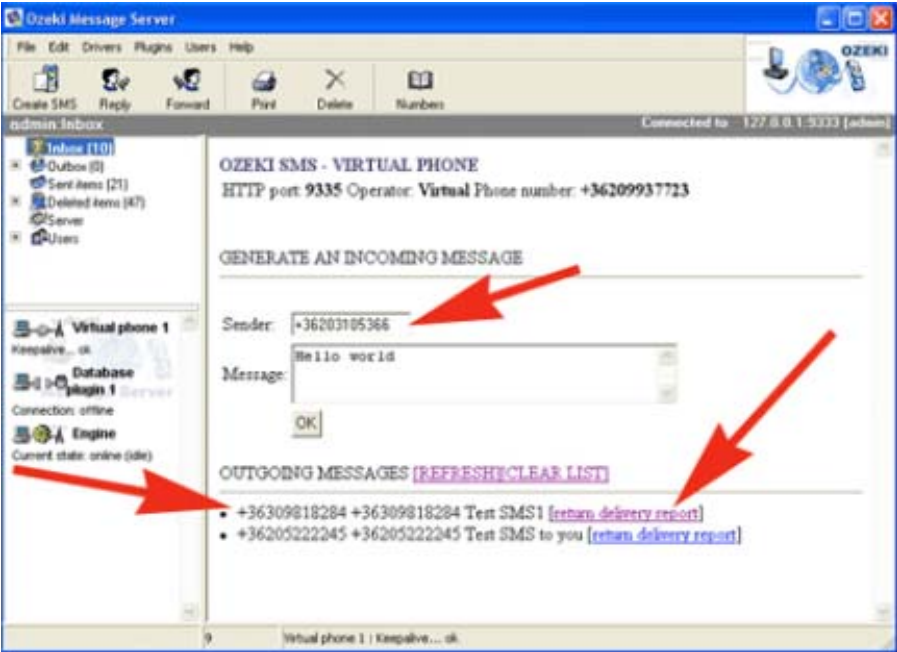 Ozeki Message Server
File Edit Drivers Plugins Users Help
OZEKI
Create SMS Reply Forward Print Delete Numbers
admin:Inbox
Connected to 127.0.0.1:9333 [admin]
Inbox (10)
Outbox (0)
Sent items (21)
Deleted items (47)
Server
Users
Virtual phone 1
Keepalive... ok
Database
plugin 1
Connection: offline
Engine
Current state: online (idle)
OZEKI SMS - VIRTUAL PHONE
HTTP port: 9335 Operator: Virtual Phone number: +36209937723
GENERATE AN INCOMING MESSAGE
Sender: +36203105366
Message: Hello world
OK
OUTGOING MESSAGES [REFRESH][CLEAR LIST]
+36309818284 +36309818284 Test SMS1 [return delivery report]
+36205222245 +36205222245 Test SMS to you [return delivery report]
9 Virtual phone 1 : Keepalive... ok